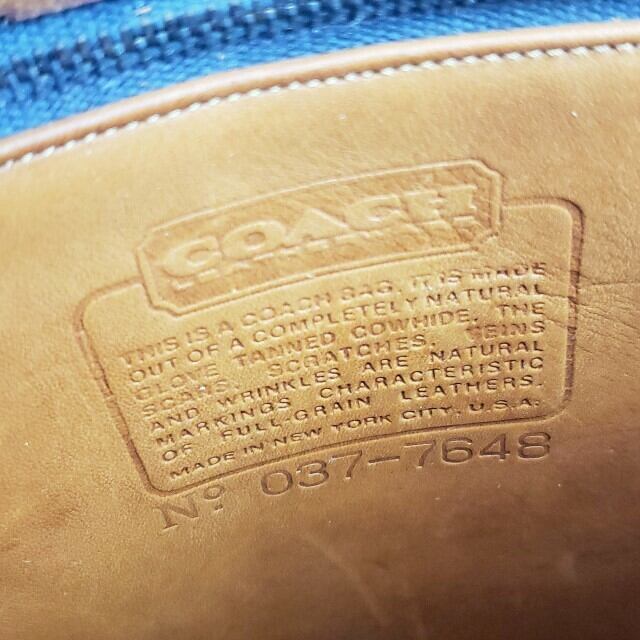 COACH
THIS IS A COACH BAG. IT IS MADE
OUT OF A COMPLETELY NATURAL
GLOVE TANNED COWHIDE. THE
SCARS, SCRATCHES, VEINS
AND WRINKLES ARE NATURAL
MARKINGS CHARACTERISTIC
OF FULL GRAIN LEATHERS.
MADE IN NEW YORK CITY, U.S.A.
No 037-7648